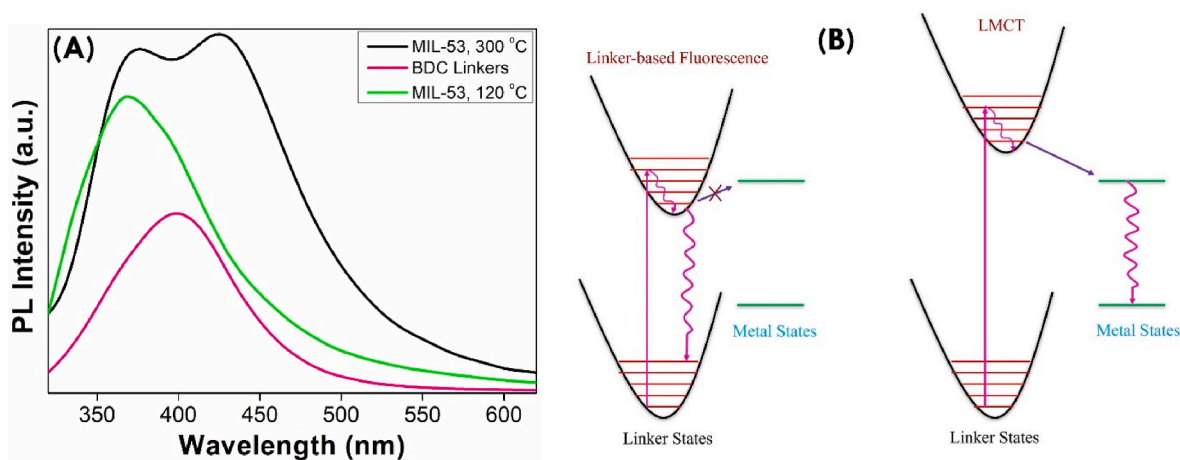 (A)
MIL-53, 300 °C
BDC Linkers
MIL-53, 120 °C
PL Intensity (a.u.)
350 400 450 500 550 600
Wavelength (nm)
(B)
Linker-based Fluorescence
Metal States
Linker States
LMCT
Metal States
Linker States